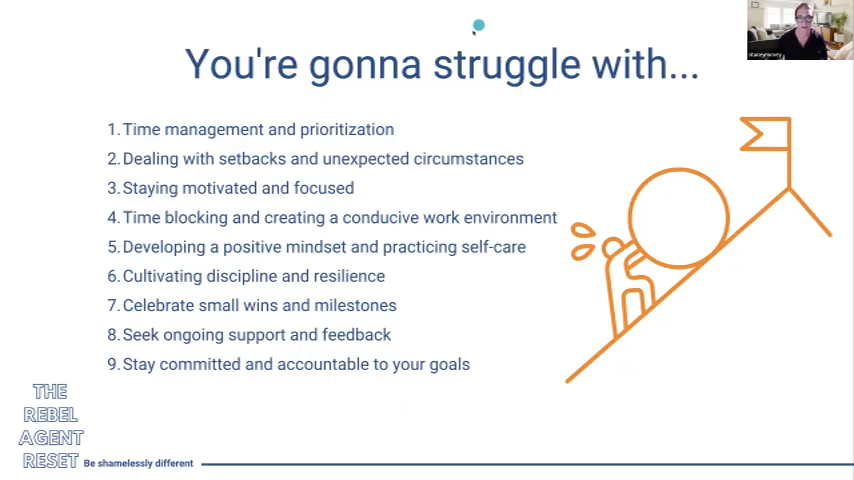 You're gonna struggle with...
1. Time management and prioritization
2. Dealing with setbacks and unexpected circumstances
3. Staying motivated and focused
4. Time blocking and creating a conducive work environment
5. Developing a positive mindset and practicing self-care
6. Cultivating discipline and resilience
7. Celebrate small wins and milestones
8. Seek ongoing support and feedback
9. Stay committed and accountable to your goals
THE
REBEL
AGENT
RESET
Be shamelessly different